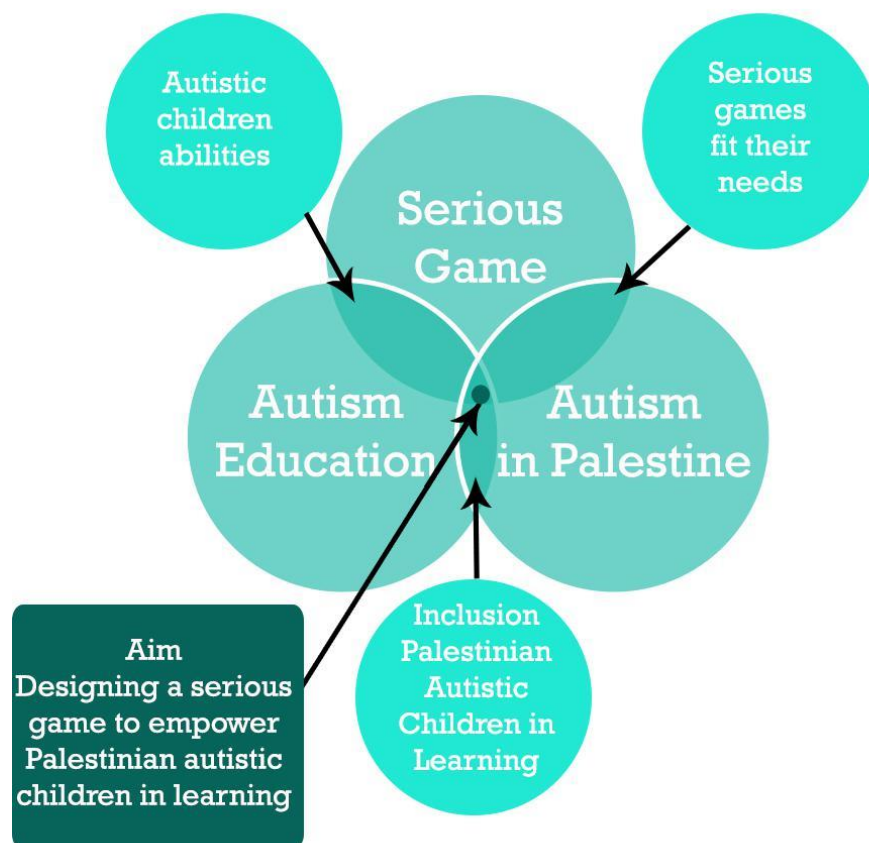 Autistic
children
abilities
Serious
games
fit their
needs
Serious
Game
Autism
Education
Autism
in Palestine
Aim
Designing a serious
game to empower
Palestinian autistic
children in learning
Inclusion
Palestinian
Autistic
Children in
Learning